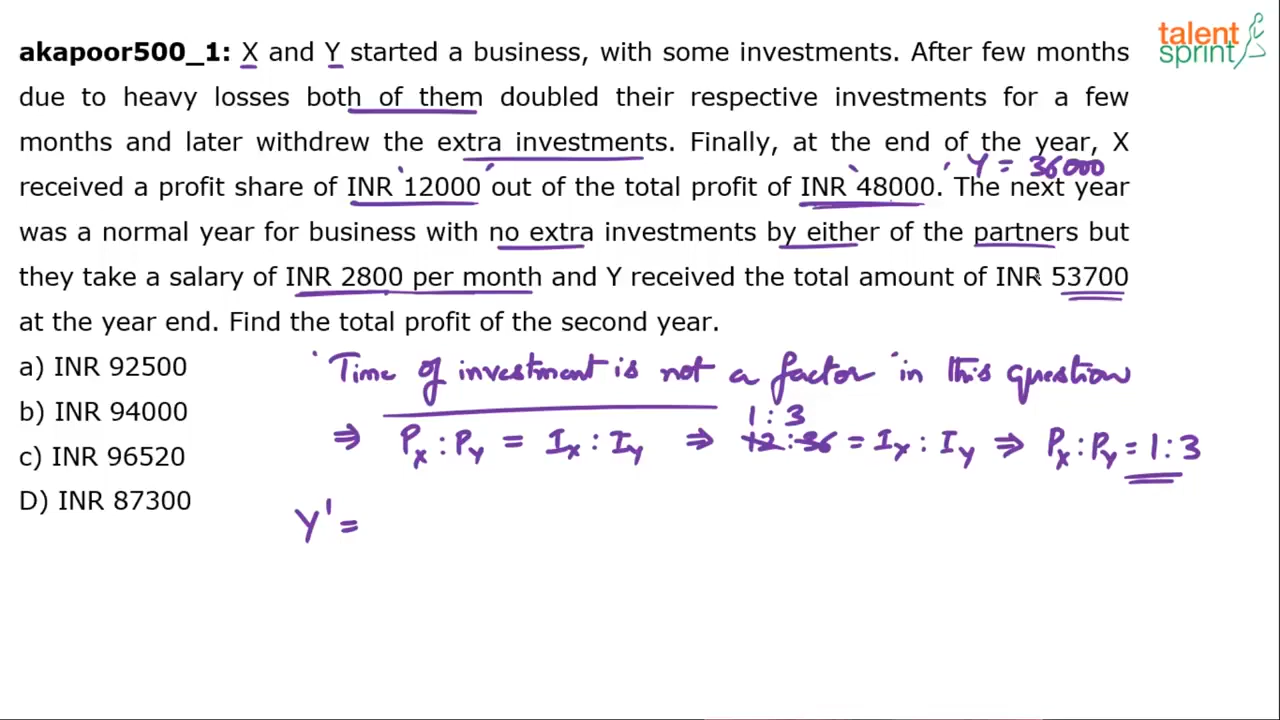 talent
sprint
akapoor500_1: X and Y started a business, with some investments. After few months
due to heavy losses both of them doubled their respective investments for a few
months and later withdrew the extra investments. Finally, at the end of the year, X
Y = 36000
received a profit share of INR 12000 out of the total profit of INR 48000. The next year
was a normal year for business with no extra investments by either of the partners but
they take a salary of INR 2800 per month and Y received the total amount of INR 53700
at the year end. Find the total profit of the second year.
a) INR 92500
b) INR 94000
c) INR 96520
D) INR 87300
Time of investment is not a factor in this question
1 : 3
⇒ Px : Py = Ix : Iy ⇒ 12 : 36 = Ix : Iy ⇒ Px : Py = 1 : 3
Y' =